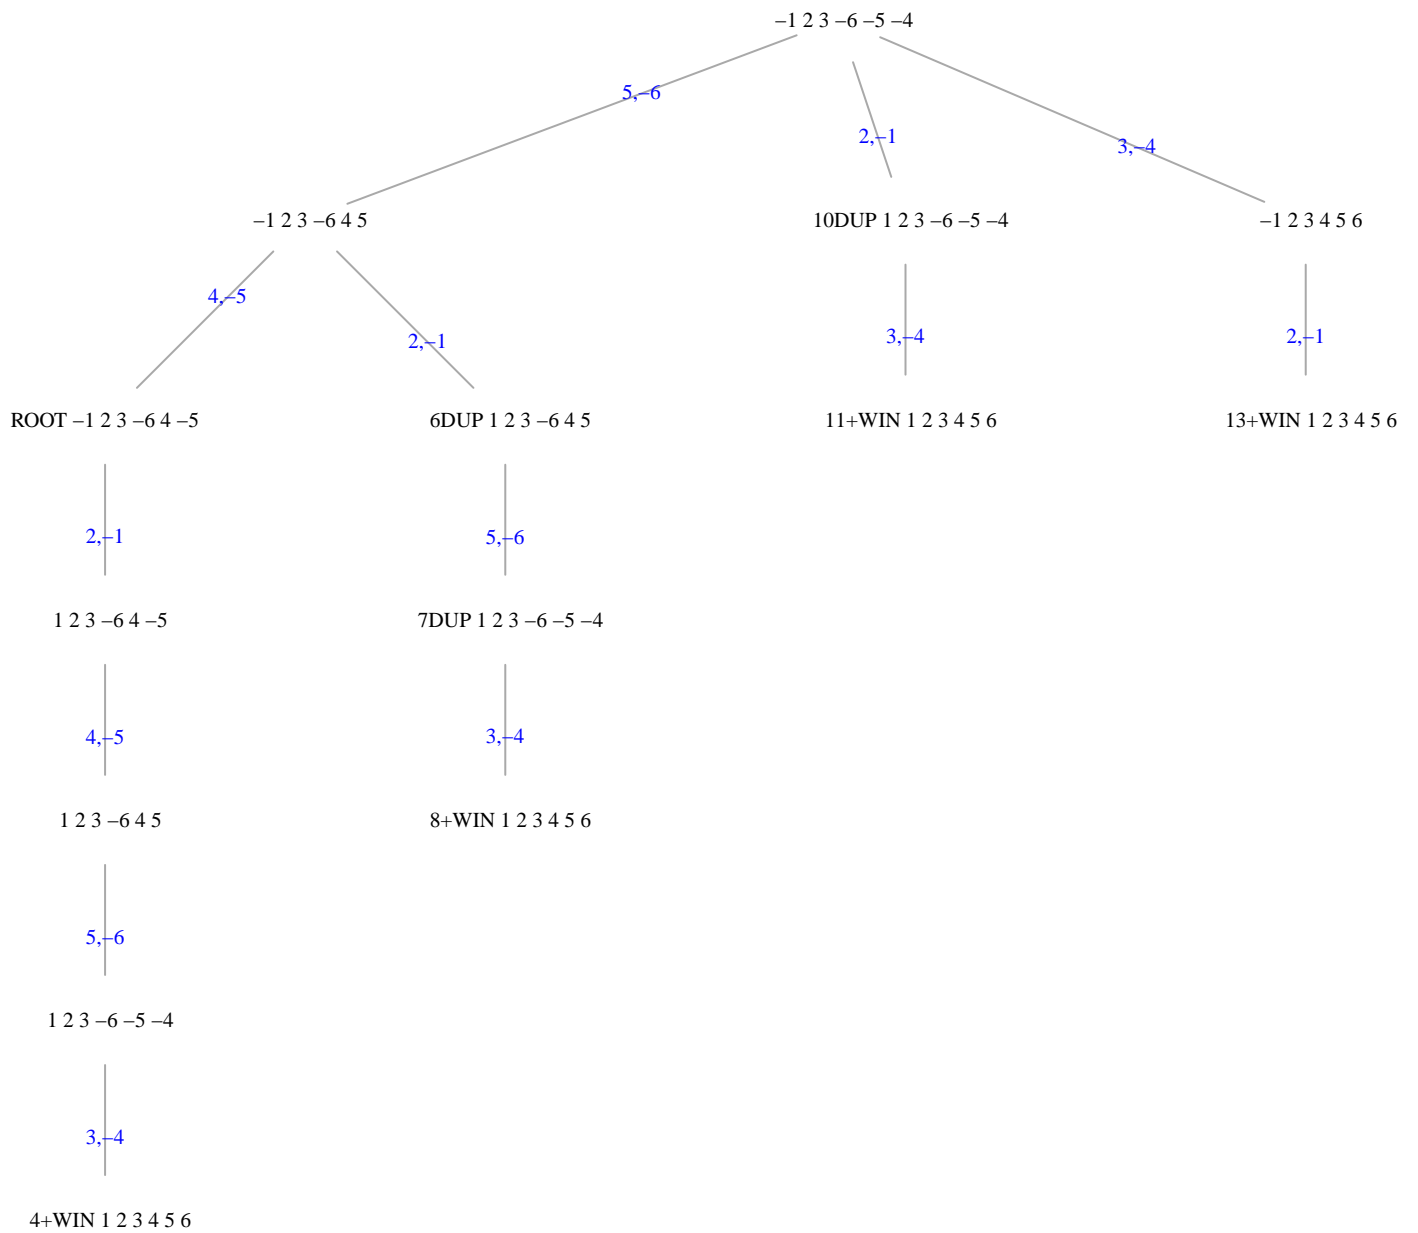 −1 2 3 −6 −5 −4
5,−6
2,−1
3,−4
−1 2 3 −6 4 5
10DUP 1 2 3 −6 −5 −4
−1 2 3 4 5 6
4,−5
2,−1
3,−4
2,−1
ROOT −1 2 3 −6 4 −5
6DUP 1 2 3 −6 4 5
11+WIN 1 2 3 4 5 6
13+WIN 1 2 3 4 5 6
2,−1
5,−6
1 2 3 −6 4 −5
7DUP 1 2 3 −6 −5 −4
4,−5
3,−4
1 2 3 −6 4 5
8+WIN 1 2 3 4 5 6
5,−6
1 2 3 −6 −5 −4
3,−4
4+WIN 1 2 3 4 5 6